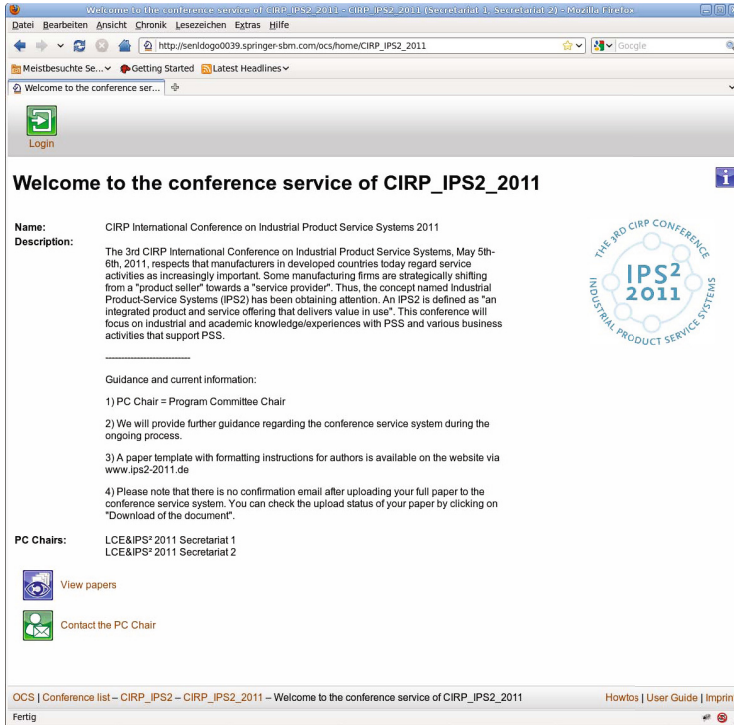 Welcome to the conference service of CIRP_IPS2_2011 - CIRP_IPS2_2011 (Secretariat 1, Secretariat 2) - Mozilla Firefox
Datei Bearbeiten Ansicht Chronik Lesezeichen Extras Hilfe
http://senldogo0039.springer-sbm.com/ocs/home/CIRP_IPS2_2011
Google
Meistbesuchte Se... Getting Started Latest Headlines
Welcome to the conference ser...
Login
Welcome to the conference service of CIRP_IPS2_2011
Name: CIRP International Conference on Industrial Product Service Systems 2011
Description:
The 3rd CIRP International Conference on Industrial Product Service Systems, May 5th-
6th, 2011, respects that manufacturers in developed countries today regard service
activities as increasingly important. Some manufacturing firms are strategically shifting
from a "product seller" towards a "service provider". Thus, the concept named Industrial
Product-Service Systems (IPS2) has been obtaining attention. An IPS2 is defined as "an
integrated product and service offering that delivers value in use". This conference will
focus on industrial and academic knowledge/experiences with PSS and various business
activities that support PSS.
---------------------------
Guidance and current information:
1) PC Chair = Program Committee Chair
2) We will provide further guidance regarding the conference service system during the
ongoing process.
3) A paper template with formatting instructions for authors is available on the website via
www.ips2-2011.de
4) Please note that there is no confirmation email after uploading your full paper to the
conference service system. You can check the upload status of your paper by clicking on
"Download of the document".
THE 3RD CIRP CONFERENCE
IPS²
2011
INDUSTRIAL PRODUCT SERVICE SYSTEMS
PC Chairs: LCE&IPS² 2011 Secretariat 1
LCE&IPS² 2011 Secretariat 2
View papers
Contact the PC Chair
OCS | Conference list – CIRP_IPS2 – CIRP_IPS2_2011 – Welcome to the conference service of CIRP_IPS2_2011
Howtos | User Guide | Imprin
Fertig